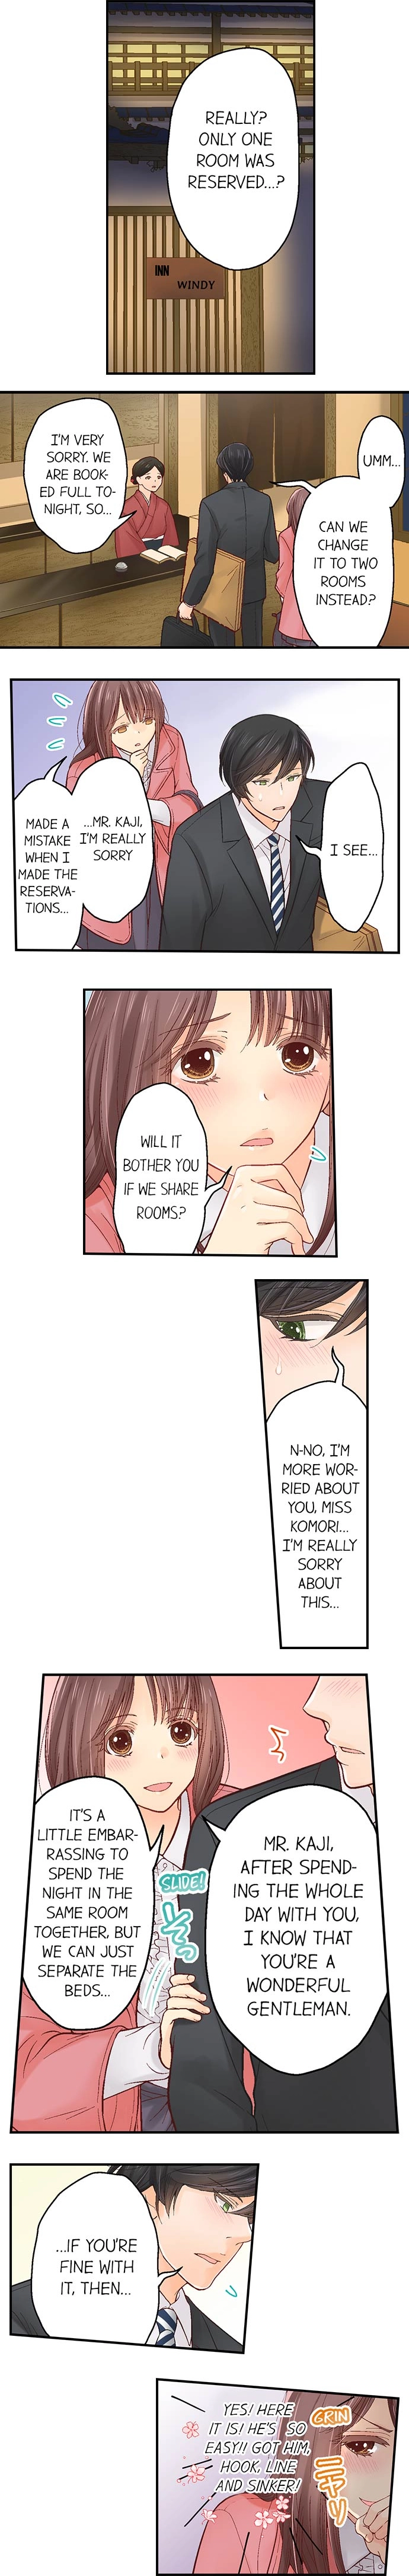 REALLY?
ONLY ONE
ROOM WAS
RESERVED...?
INN
WINDY
UMM...
CAN WE
CHANGE
IT TO TWO
ROOMS
INSTEAD?
I'M VERY
SORRY. WE
ARE BOOK-
ED FULL TO-
NIGHT, SO...
I SEE...
...MR. KAJI,
I'M REALLY
SORRY
MADE A
MISTAKE
WHEN I
MADE THE
RESERVA-
TIONS...
WILL IT
BOTHER YOU
IF WE SHARE
ROOMS?
N-NO, I'M
MORE WOR-
RIED ABOUT
YOU, MISS
KOMORI...
I'M REALLY
SORRY
ABOUT
THIS...
MR. KAJI,
AFTER SPEND-
ING THE WHOLE
DAY WITH YOU,
I KNOW THAT
YOU'RE A
WONDERFUL
GENTLEMAN.
SLIDE!
そっ
IT'S A
LITTLE EMBAR-
RASSING TO
SPEND THE
NIGHT IN THE
SAME ROOM
TOGETHER, BUT
WE CAN JUST
SEPARATE THE
BEDS...
...IF YOU'RE
FINE WITH
IT, THEN...
YES! HERE
IT IS! HE'S SO
EASY!! GOT HIM,
HOOK, LINE
AND SINKER!
GRIN
ニヤリ